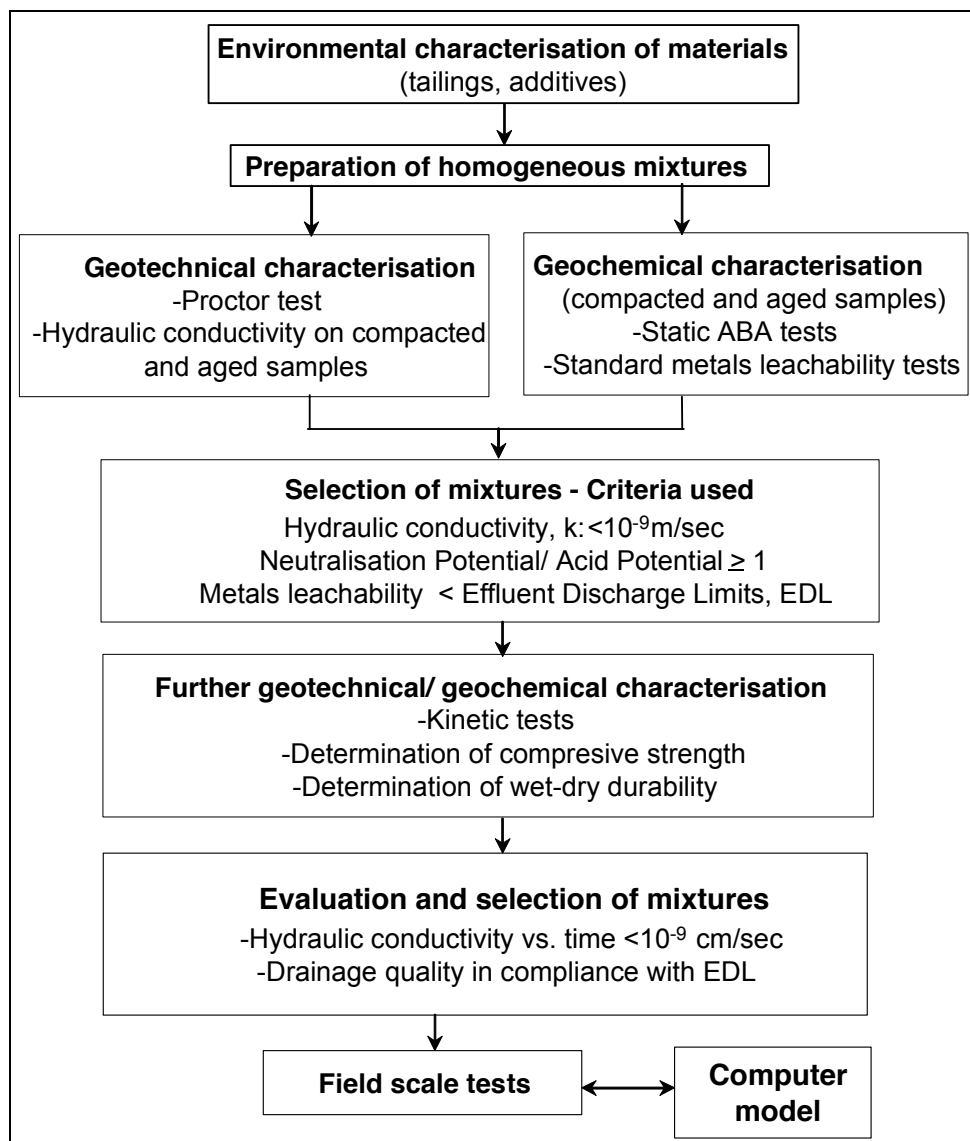 Environmental characterisation of materials
(tailings, additives)
Preparation of homogeneous mixtures
Geotechnical characterisation
-Proctor test
-Hydraulic conductivity on compacted
and aged samples
Geochemical characterisation
(compacted and aged samples)
-Static ABA tests
-Standard metals leachability tests
Selection of mixtures - Criteria used
Hydraulic conductivity, k: <10⁻⁹m/sec
Neutralisation Potential/ Acid Potential ≥ 1
Metals leachability < Effluent Discharge Limits, EDL
Further geotechnical/ geochemical characterisation
-Kinetic tests
-Determination of compresive strength
-Determination of wet-dry durability
Evaluation and selection of mixtures
-Hydraulic conductivity vs. time <10⁻⁹ cm/sec
-Drainage quality in compliance with EDL
Field scale tests
Computer
model